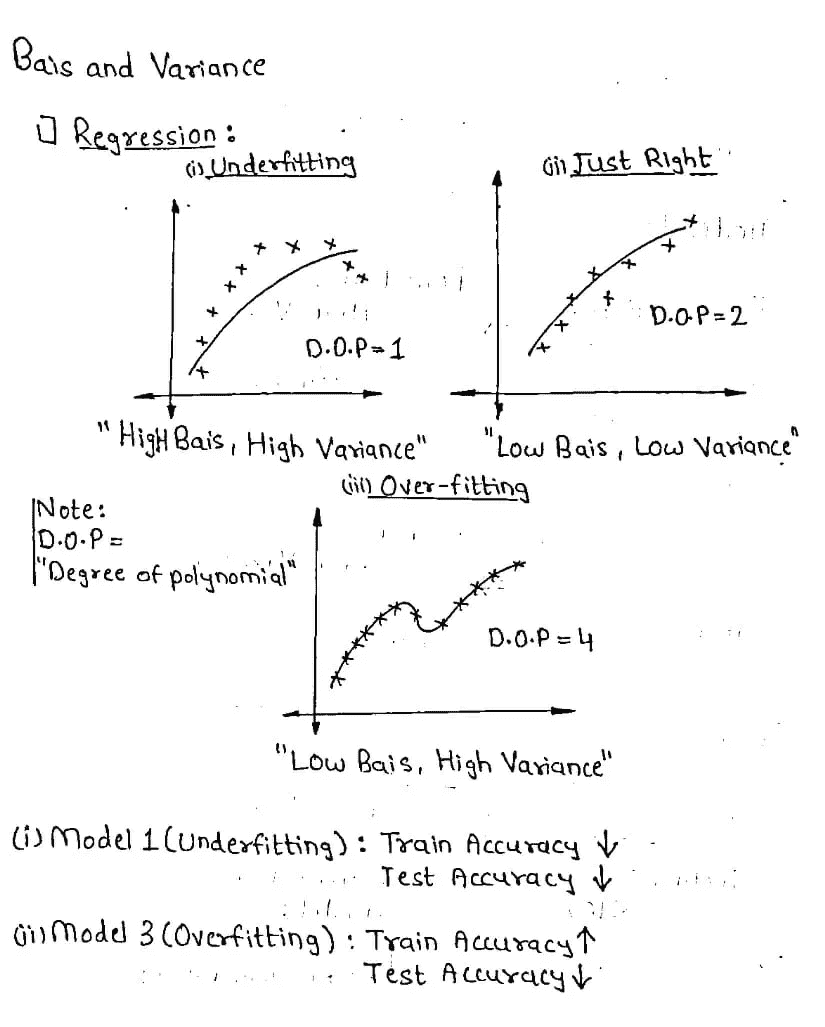 Bais and Variance
Regression:
(i) Underfitting
(ii) Just Right
D.O.P = 1
D.O.P = 2
"High Bais, High Variance"
"Low Bais, Low Variance"
(iii) Over-fitting
Note:
D.O.P =
"Degree of polynomial"
D.O.P = 4
"Low Bais, High Variance"
(i) Model 1 (Underfitting) : Train Accuracy ↓
Test Accuracy ↓
(ii) Model 3 (Overfitting) : Train Accuracy ↑
Test Accuracy ↓